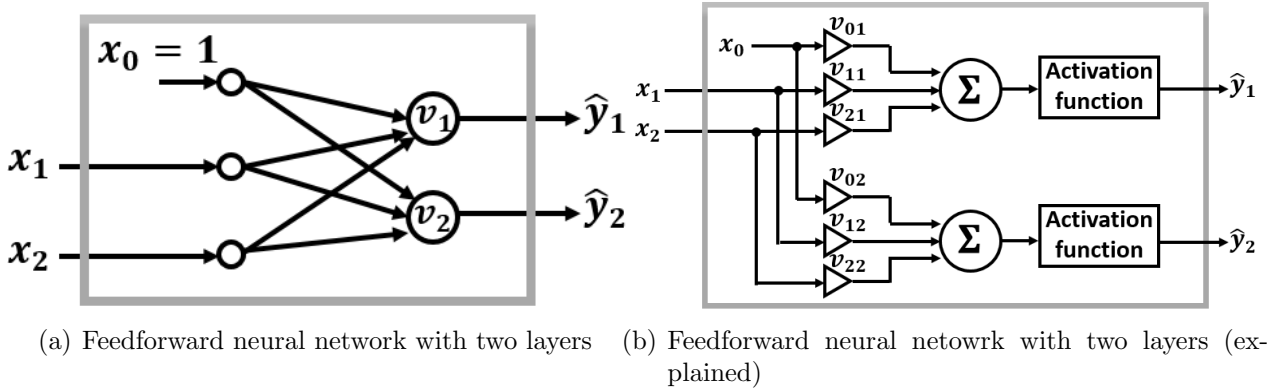 x₀ = 1
x₁
x₂
v₁
v₂
ŷ₁
ŷ₂
(a) Feedforward neural network with two layers
x₀
x₁
x₂
v₀₁
v₁₁
v₂₁
Σ
Activation
function
ŷ₁
v₀₂
v₁₂
v₂₂
Σ
Activation
function
ŷ₂
(b) Feedforward neural netowrk with two layers (ex-
plained)